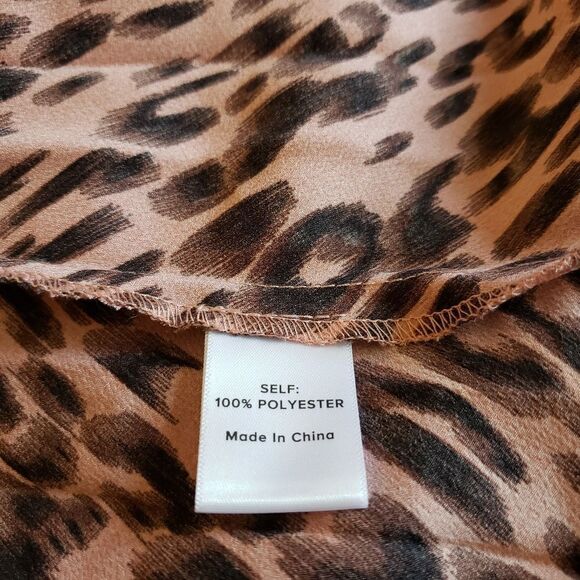 SELF:
100% POLYESTER
Made In China